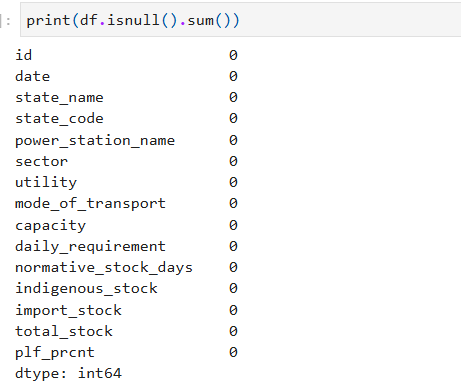 ]: print(df.isnull().sum())
id 0
date 0
state_name 0
state_code 0
power_station_name 0
sector 0
utility 0
mode_of_transport 0
capacity 0
daily_requirement 0
normative_stock_days 0
indigenous_stock 0
import_stock 0
total_stock 0
plf_prcnt 0
dtype: int64